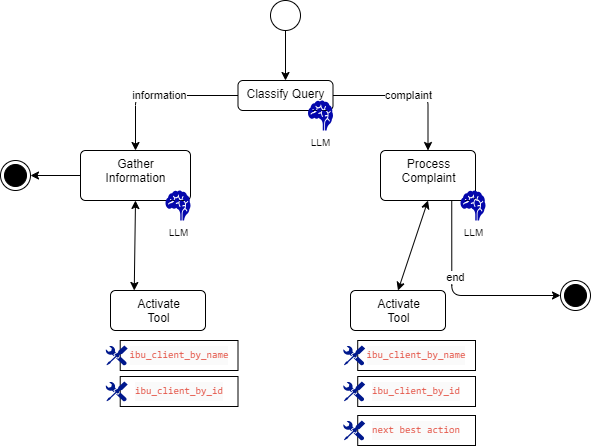 Classify Query
LLM
information
complaint
Gather
Information
LLM
Process
Complaint
LLM
end
Activate
Tool
ibu_client_by_name
ibu_client_by_id
Activate
Tool
ibu_client_by_name
ibu_client_by_id
next best action